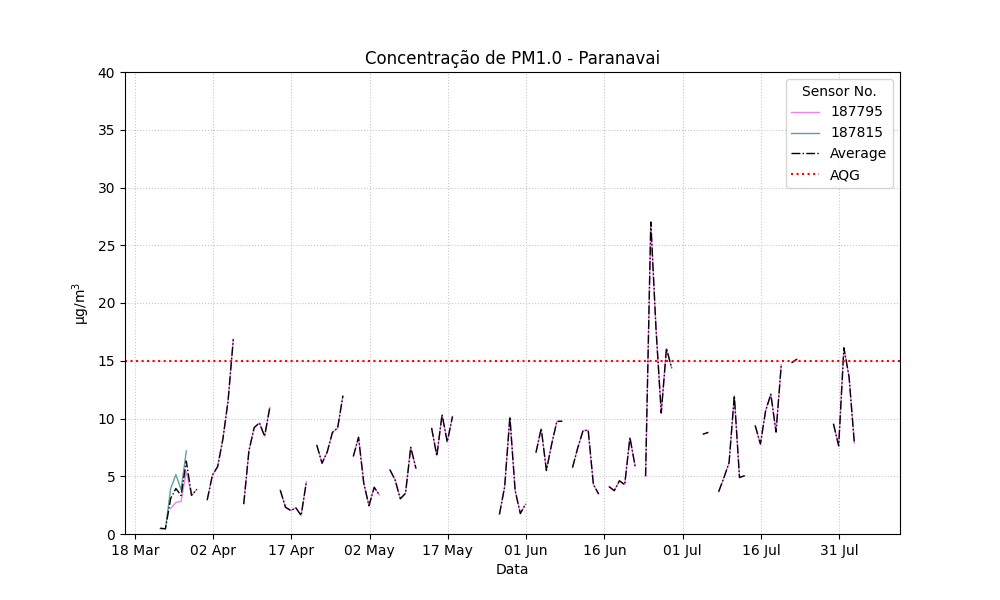 Concentração de PM1.0 - Paranavai
40
35
30
25
20
15
10
5
0
µg/m³
Sensor No.
187795
187815
Average
AQG
18 Mar 02 Apr 17 Apr 02 May 17 May 01 Jun 16 Jun 01 Jul 16 Jul 31 Jul
Data